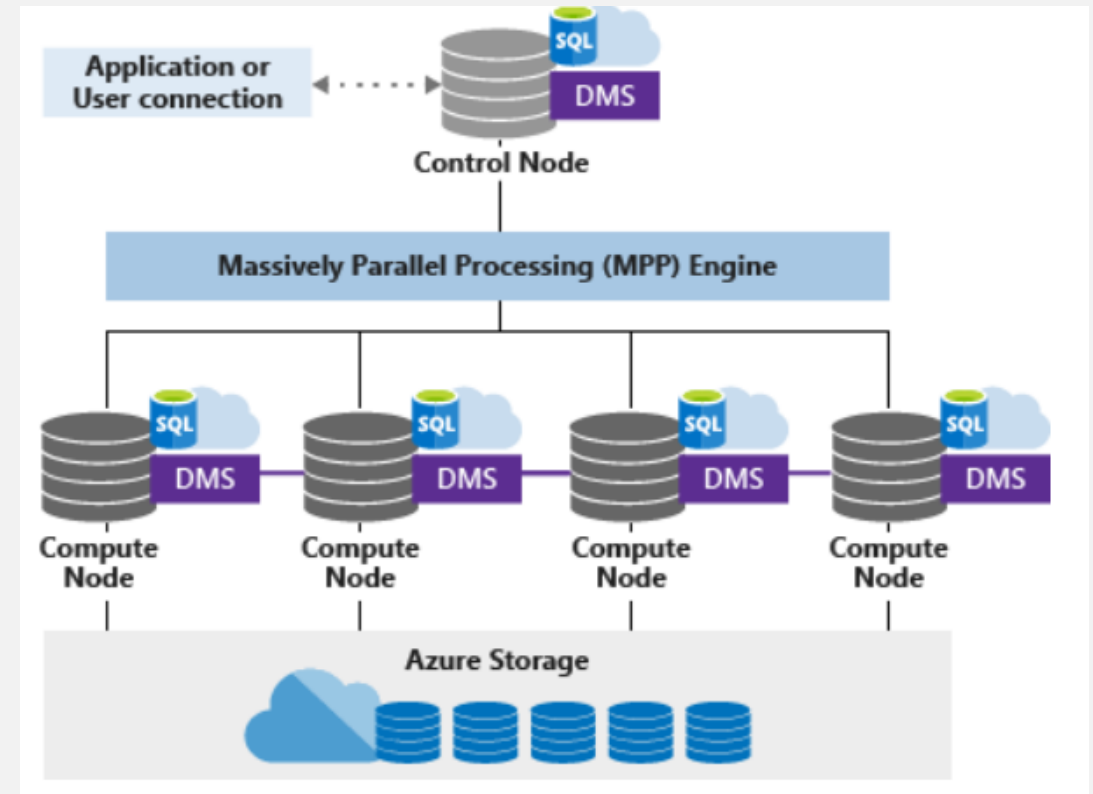 SQL
Application or
User connection
DMS
Control Node
Massively Parallel Processing (MPP) Engine
SQL
SQL
SQL
SQL
DMS
DMS
DMS
DMS
Compute
Node
Compute
Node
Compute
Node
Compute
Node
Azure Storage